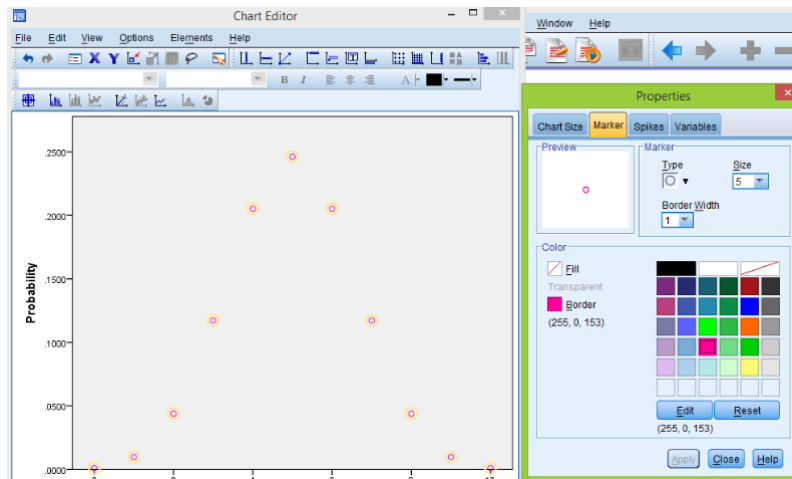 Chart Editor
File Edit View Options Elements Help
X Y
B I A
.2500
.2000
.1500
.1000
.0500
.0000
Probability
Window Help
Properties
Chart Size Marker Spikes Variables
Preview
Marker
Type Size
5
Border Width
1
Color
Fill
Transparent
Border
(255, 0, 153)
Edit Reset
(255, 0, 153)
Apply Close Help